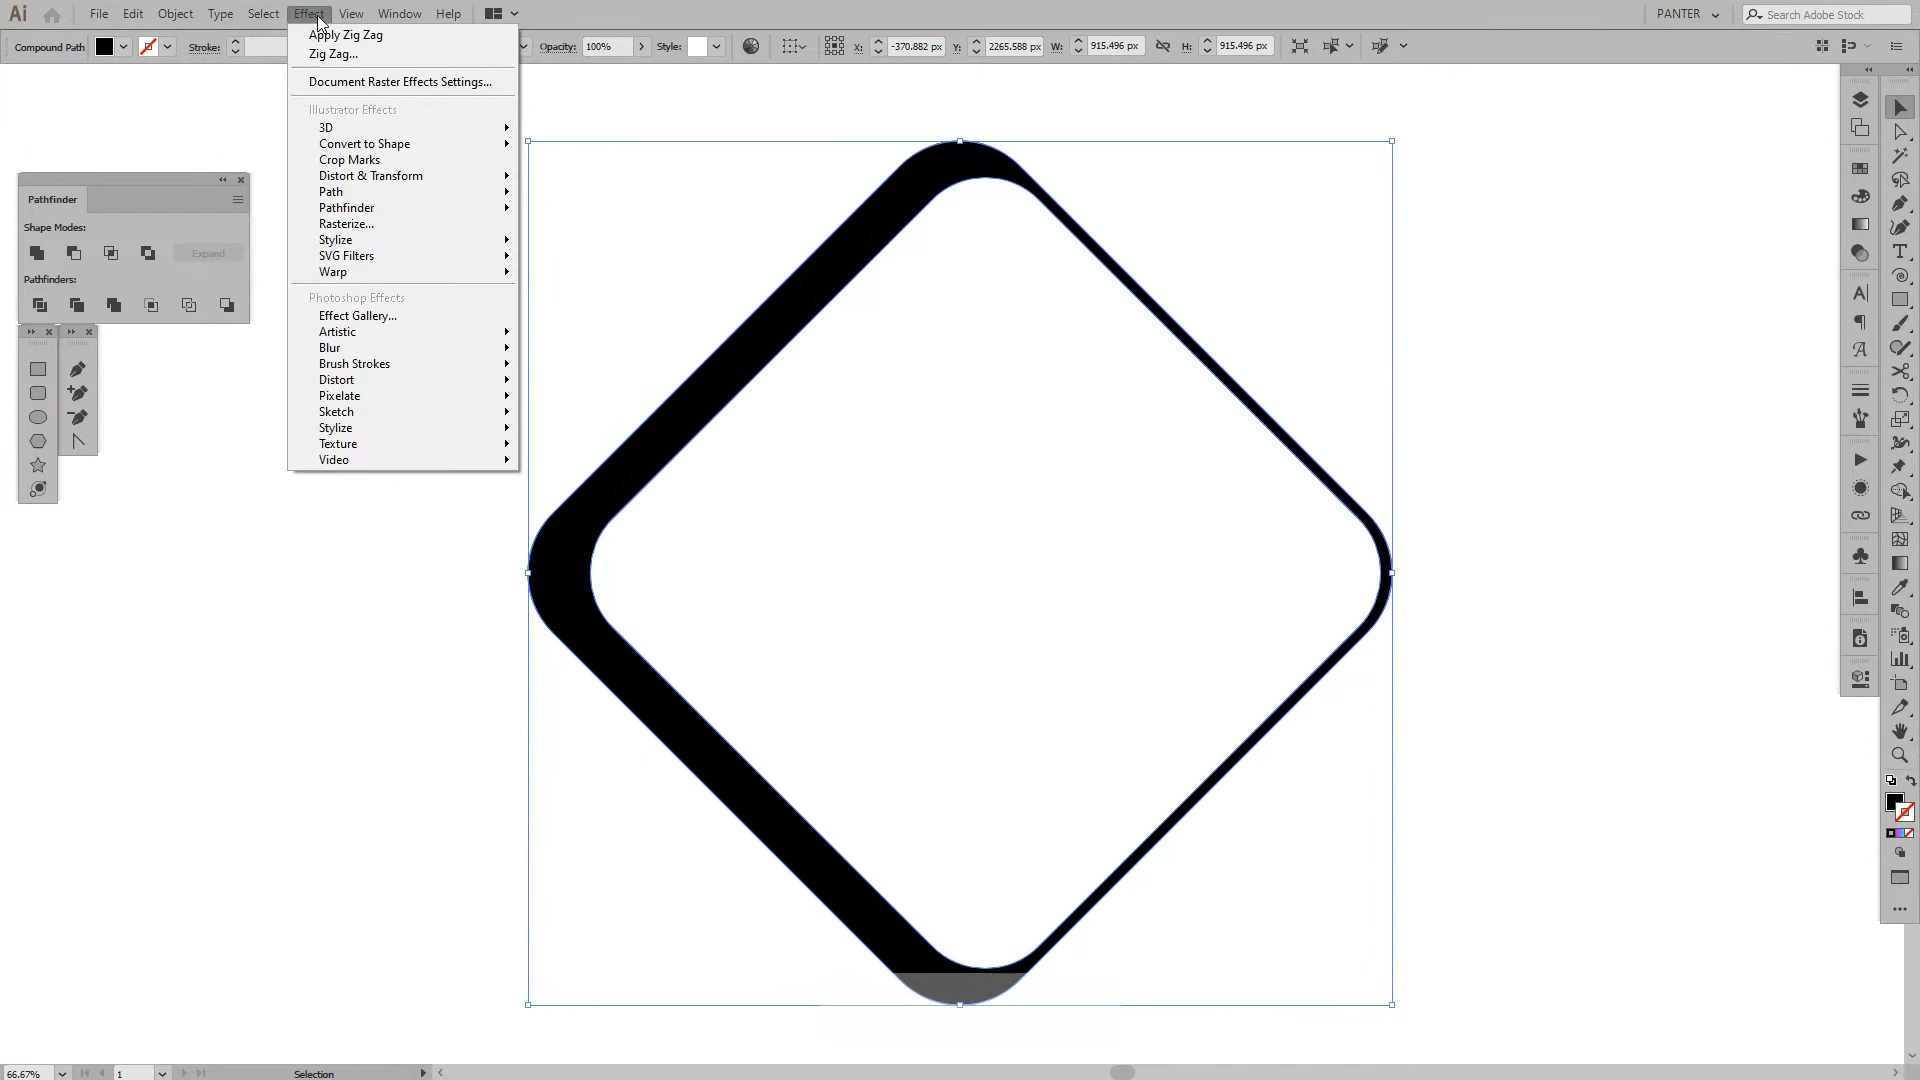 Ai File Edit Object Type Select Effect View Window Help PANTER Search Adobe Stock
Compound Path Stroke: Opacity: 100% Style: X: -370.882 px Y: 2265.588 px W: 915.496 px H: 915.496 px
Apply Zig Zag
Zig Zag...
Document Raster Effects Settings...
Illustrator Effects
3D
Convert to Shape
Crop Marks
Distort & Transform
Path
Pathfinder
Rasterize...
Stylize
SVG Filters
Warp
Photoshop Effects
Effect Gallery...
Artistic
Blur
Brush Strokes
Distort
Pixelate
Sketch
Stylize
Texture
Video
Pathfinder
Shape Modes:
Expand
Pathfinders:
66.67% 1 Selection